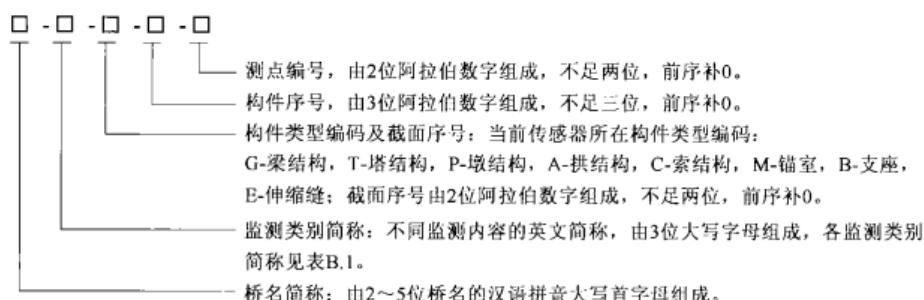 □-□-□-□-□
测点编号，由2位阿拉伯数字组成，不足两位，前序补0。
构件序号，由3位阿拉伯数字组成，不足三位，前序补0。
构件类型编码及截面序号：当前传感器所在构件类型编码：
G-梁结构，T-塔结构，P-墩结构，A-拱结构，C-索结构，M-锚室，B-支座，
E-伸缩缝；截面序号由2位阿拉伯数字组成，不足两位，前序补0。
监测类别简称：不同监测内容的英文简称，由3位大写字母组成，各监测类别
简称见表B.1。
桥名简称：由2～5位桥名的汉语拼音大写首字母组成。